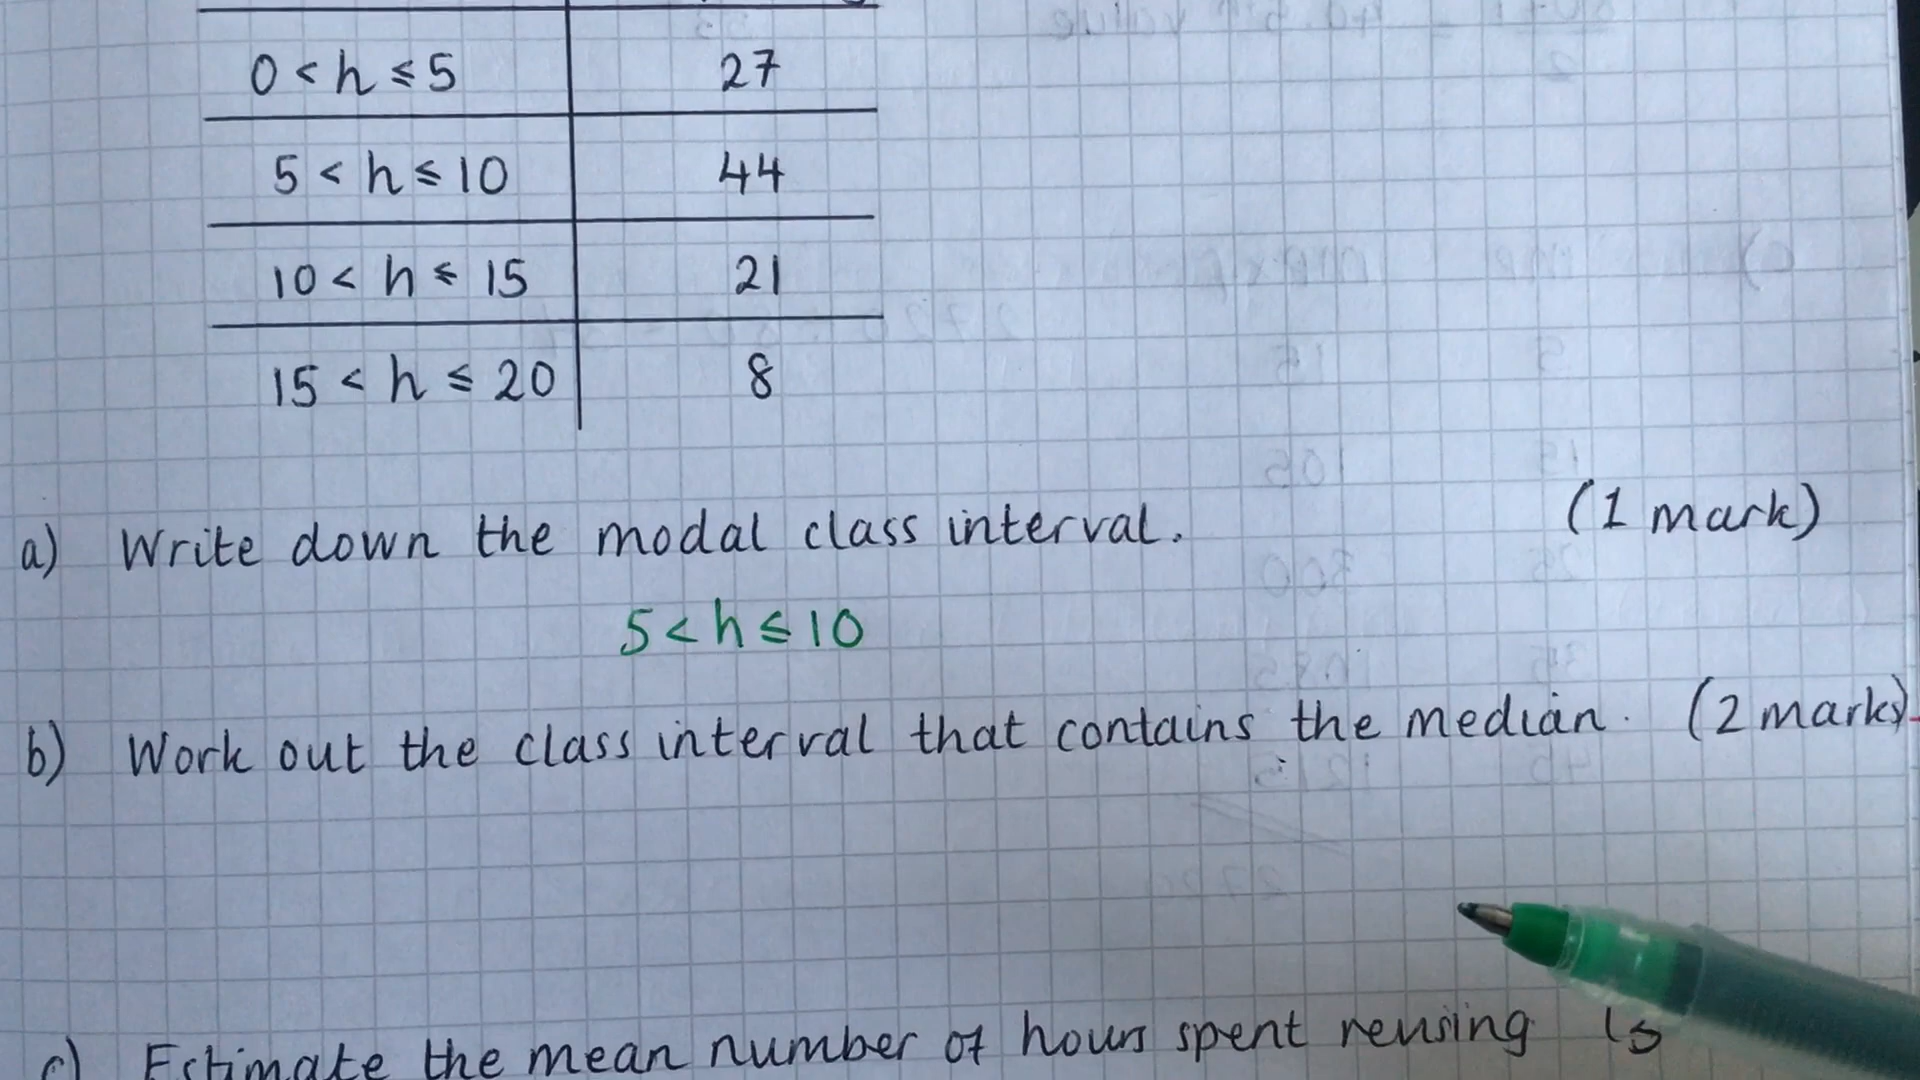 0 < h ≤ 5 27
5 < h ≤ 10 44
10 < h ≤ 15 21
15 < h ≤ 20 8
a) Write down the modal class interval. (1 mark)
5 < h ≤ 10
b) Work out the class interval that contains the median. (2 marks)
c) Estimate the mean number of hours spent revising (5